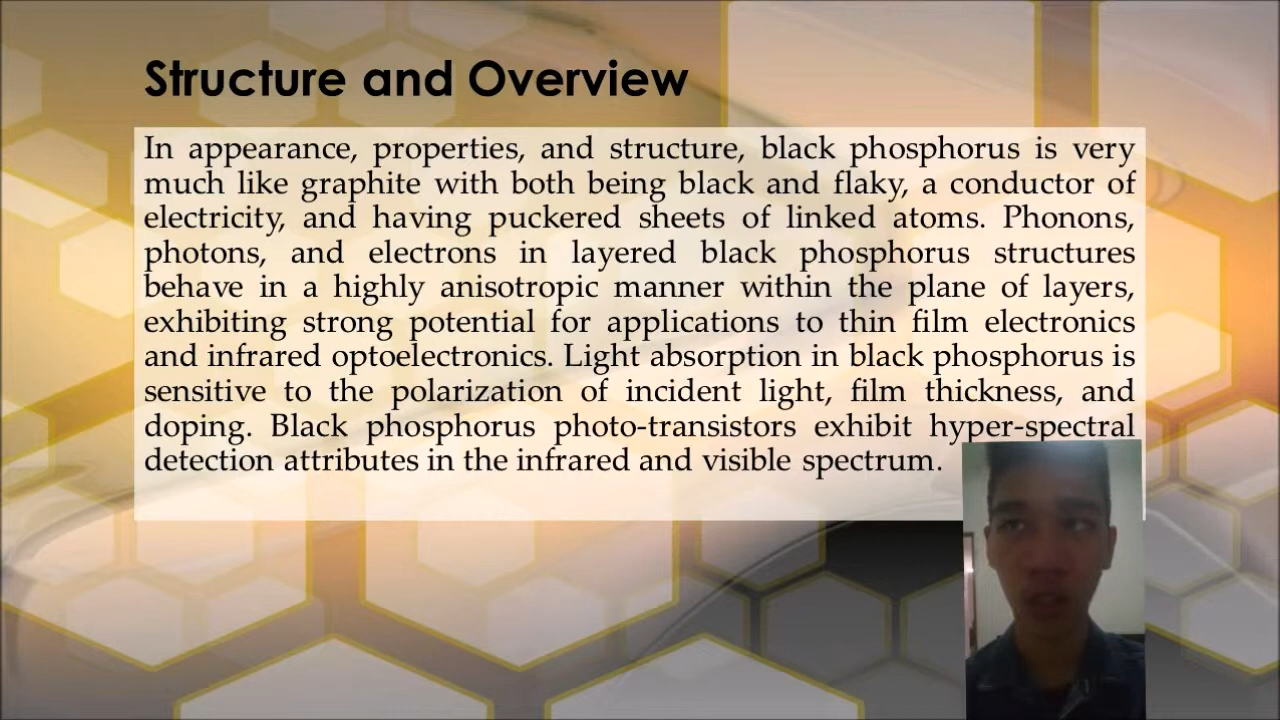 Structure and Overview
In appearance, properties, and structure, black phosphorus is very
much like graphite with both being black and flaky, a conductor of
electricity, and having puckered sheets of linked atoms. Phonons,
photons, and electrons in layered black phosphorus structures
behave in a highly anisotropic manner within the plane of layers,
exhibiting strong potential for applications to thin film electronics
and infrared optoelectronics. Light absorption in black phosphorus is
sensitive to the polarization of incident light, film thickness, and
doping. Black phosphorus photo-transistors exhibit hyper-spectral
detection attributes in the infrared and visible spectrum.